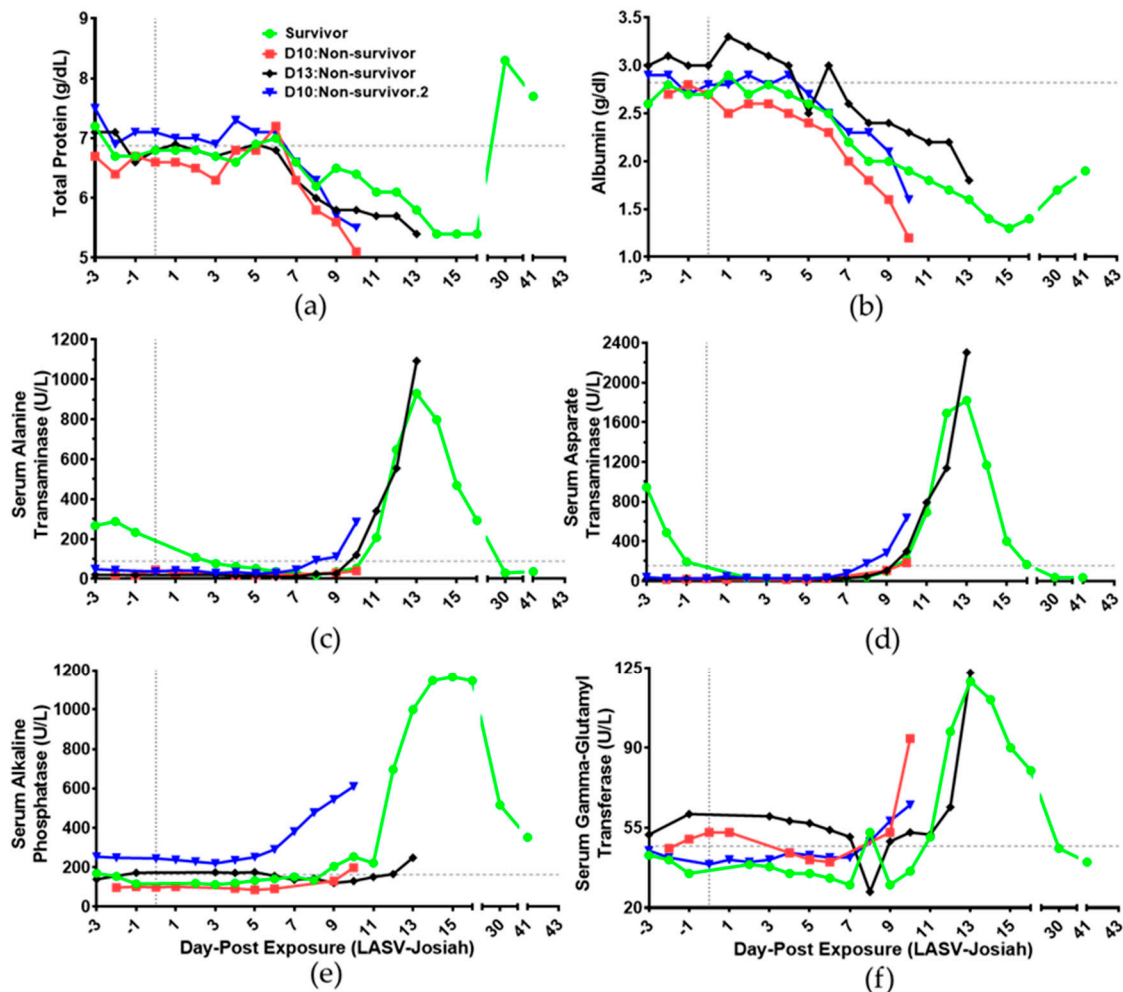 9
8
7
6
5
Total Protein (g/dL)
Survivor
D10:Non-survivor
D13:Non-survivor
D10:Non-survivor.2
-3 -1 1 3 5 7 9 11 13 15 30 41 43
(a)
3.5
3.0
2.5
2.0
1.5
1.0
Albumin (g/dl)
-3 -1 1 3 5 7 9 11 13 15 30 41 43
(b)
1200
1000
800
600
400
200
0
Serum Alanine
Transaminase (U/L)
-3 -1 1 3 5 7 9 11 13 15 30 41 43
(c)
2400
2000
1600
1200
800
400
0
Serum Asparate
Transaminase (U/L)
-3 -1 1 3 5 7 9 11 13 15 30 41 43
(d)
1200
1000
800
600
400
200
0
Serum Alkaline
Phosphatase (U/L)
-3 -1 1 3 5 7 9 11 13 15 30 41 43
Day-Post Exposure (LASV-Josiah)
(e)
125
90
55
20
Serum Gamma-Glutamyl
Transferase (U/L)
-3 -1 1 3 5 7 9 11 13 15 30 41 43
Day-Post Exposure (LASV-Josiah)
(f)